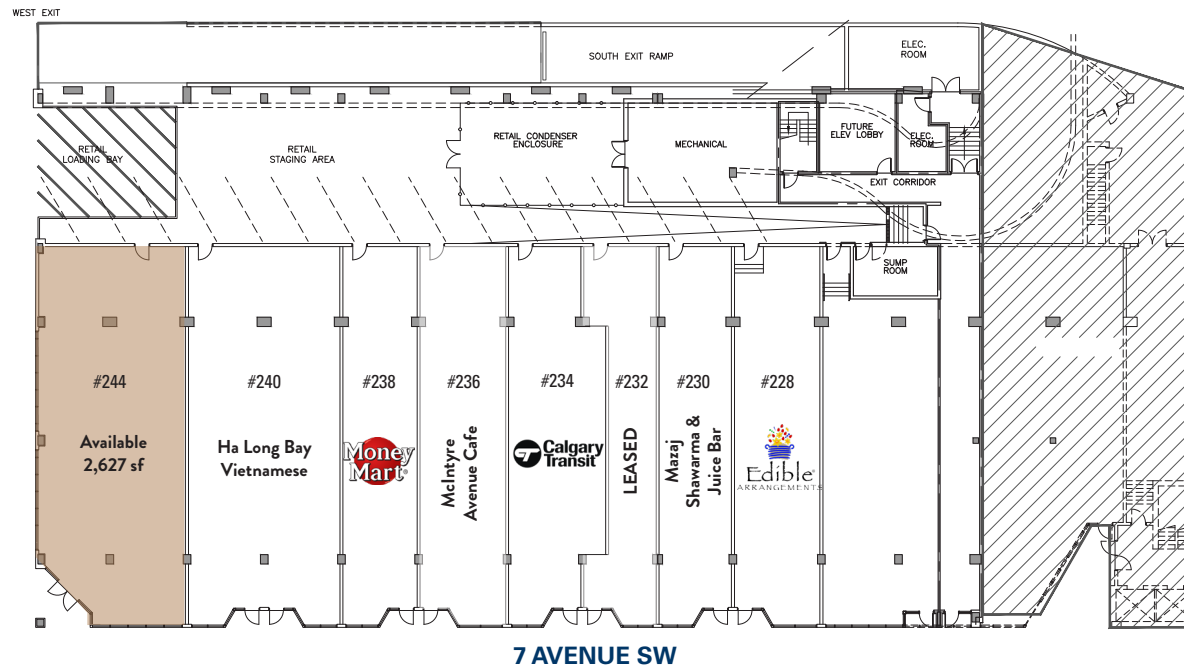 WEST EXIT
SOUTH EXIT RAMP
ELEC.
ROOM
RETAIL
LOADING BAY
RETAIL
STAGING AREA
RETAIL CONDENSER
ENCLOSURE
MECHANICAL
FUTURE
ELEV LOBBY
ELEC.
ROOM
EXIT CORRIDOR
SUMP
ROOM
#244
Available
2,627 sf
#240
Ha Long Bay
Vietnamese
#238
Money
Mart
#236
McIntyre
Avenue Cafe
#234
Calgary
Transit
#232
LEASED
#230
Mazaj
Shawarma &
Juice Bar
#228
Edible®
ARRANGEMENTS
7 AVENUE SW